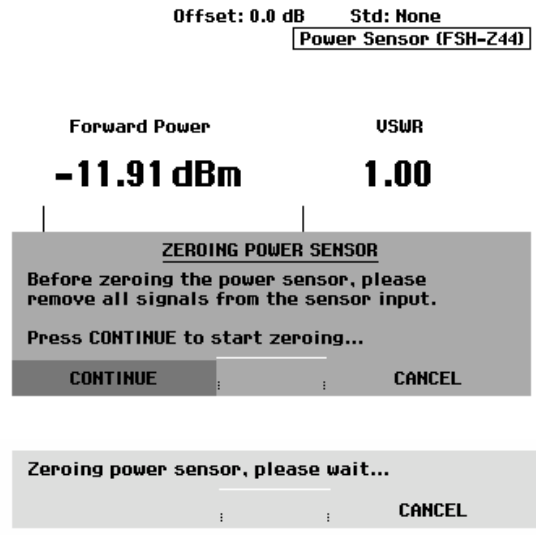 Offset: 0.0 dB Std: None
Power Sensor (FSH-Z44)
Forward Power VSWR
-11.91 dBm 1.00
ZEROING POWER SENSOR
Before zeroing the power sensor, please
remove all signals from the sensor input.
Press CONTINUE to start zeroing...
CONTINUE CANCEL
Zeroing power sensor, please wait...
CANCEL